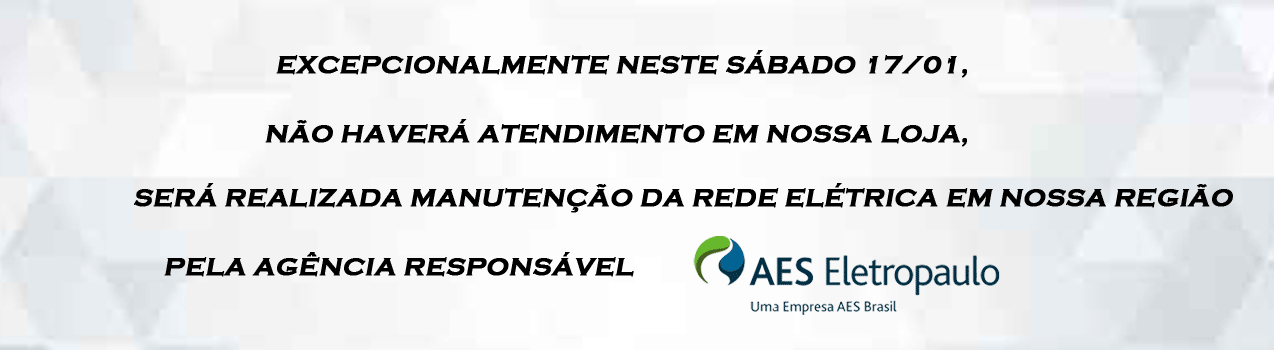 EXCEPCIONALMENTE NESTE SÁBADO 17/01,
NÃO HAVERÁ ATENDIMENTO EM NOSSA LOJA,
SERÁ REALIZADA MANUTENÇÃO DA REDE ELÉTRICA EM NOSSA REGIÃO
PELA AGÊNCIA RESPONSÁVEL AES Eletropaulo
Uma Empresa AES Brasil